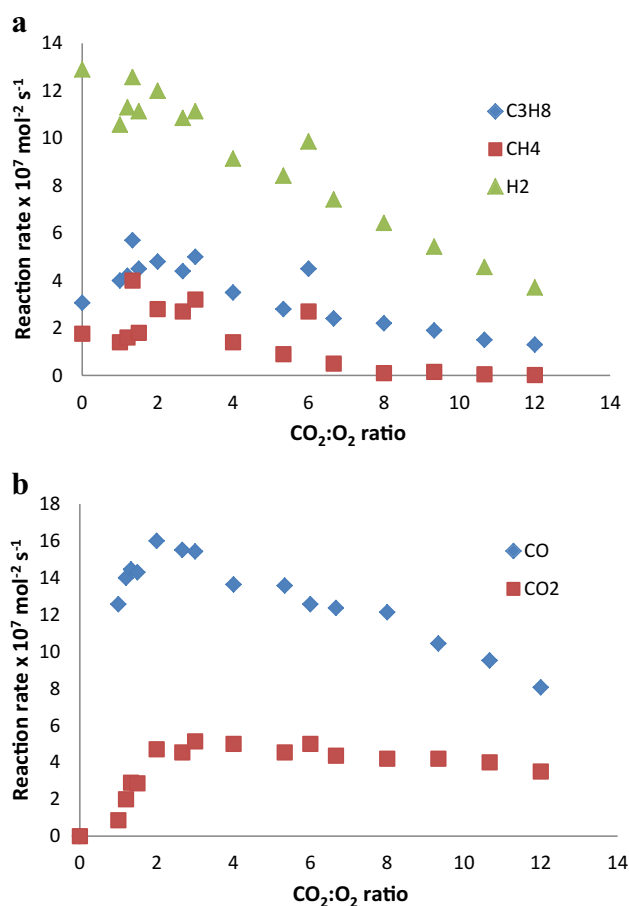 a
14
12
10
8
6
4
2
0
Reaction rate x 10⁷ mol⁻² s⁻¹
C3H8
CH4
H2
0 2 4 6 8 10 12 14
CO₂:O₂ ratio
b
18
16
14
12
10
8
6
4
2
0
Reaction rate x 10⁷ mol⁻² s⁻¹
CO
CO2
0 2 4 6 8 10 12 14
CO₂:O₂ ratio